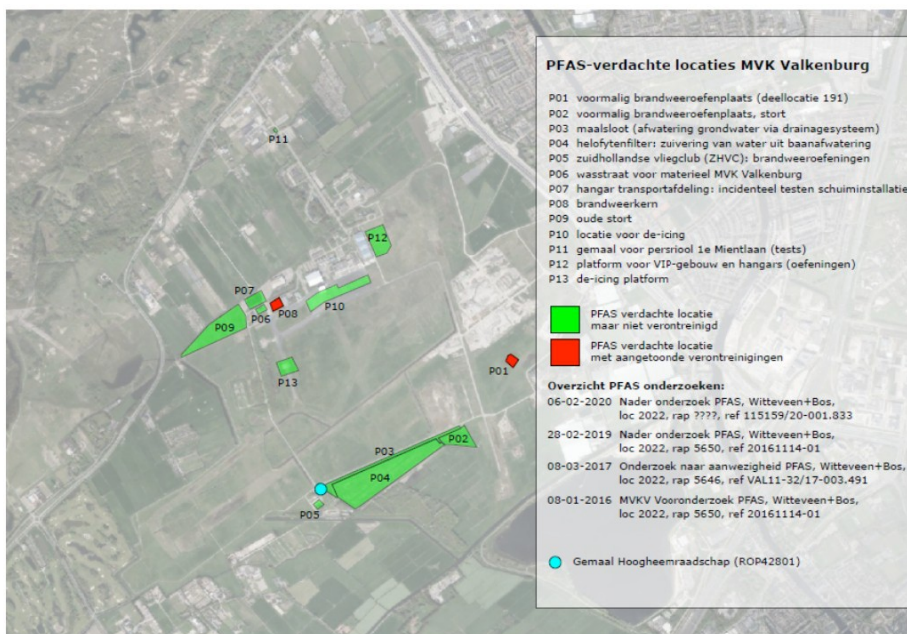 PFAS-verdachte locaties MVK Valkenburg
P01 voormalig brandweeroefenplaats (deellocatie 191)
P02 voormalig brandweeroefenplaats, stort
P03 maalsloot (afwatering grondwater via drainagesysteem)
P04 helofytenfilter: zuivering van water uit baanafwatering
P05 zuidhollandse vliegclub (ZHVC): brandweeroefeningen
P06 wasstraat voor materieel MVK Valkenburg
P07 hangar transportafdeling: incidenteel testen schuiminstallatie
P08 brandweerkern
P09 oude stort
P10 locatie voor de-icing
P11 gemaal voor persriool 1e Mientlaan (tests)
P12 platform voor VIP-gebouw en hangars (oefeningen)
P13 de-icing platform
PFAS verdachte locatie
maar niet verontreinigd
PFAS verdachte locatie
met aangetoonde verontreinigingen
Overzicht PFAS onderzoeken:
06-02-2020 Nader onderzoek PFAS, Witteveen+Bos,
loc 2022, rap ????, ref 115159/20-001.833
28-02-2019 Nader onderzoek PFAS, Witteveen+Bos,
loc 2022, rap 5650, ref 20161114-01
08-03-2017 Onderzoek naar aanwezigheid PFAS, Witteveen+Bos,
loc 2022, rap 5646, ref VAL11-32/17-003.491
08-01-2016 MVKV Vooronderzoek PFAS, Witteveen+Bos,
loc 2022, rap 5650, ref 20161114-01
Gemaal Hoogheemraadschap (ROP42801)
P11
P12
P07
P10
P06
P08
P09
P13
P01
P02
P03
P04
P05